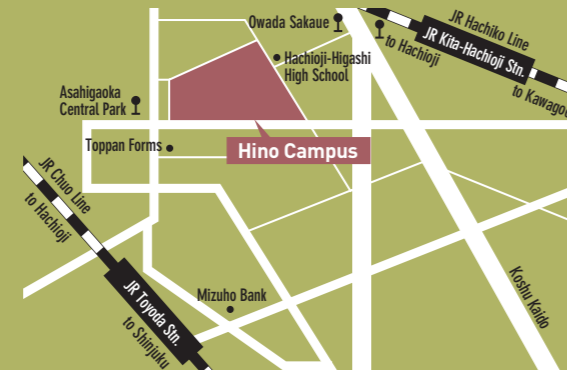 Owada Sakaue
JR Hachiko Line
JR Kita-Hachioji Stn.
to Hachioji
to Kawagoe
Hachioji-Higashi
High School
Asahigaoka
Central Park
Toppan Forms
Hino Campus
JR Chuo Line
to Hachioji
JR Toyoda Stn.
to Shinjuku
Mizuho Bank
Koshu Kaido